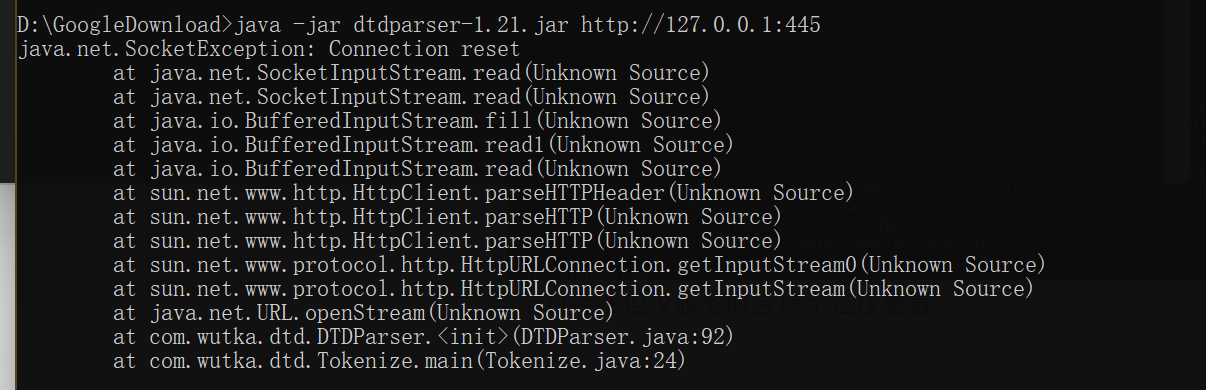 D:\GoogleDownload>java -jar dtdparser-1.21.jar http://127.0.0.1:445
java.net.SocketException: Connection reset
at java.net.SocketInputStream.read(Unknown Source)
at java.net.SocketInputStream.read(Unknown Source)
at java.io.BufferedInputStream.fill(Unknown Source)
at java.io.BufferedInputStream.read1(Unknown Source)
at java.io.BufferedInputStream.read(Unknown Source)
at sun.net.www.http.HttpClient.parseHTTPHeader(Unknown Source)
at sun.net.www.http.HttpClient.parseHTTP(Unknown Source)
at sun.net.www.http.HttpClient.parseHTTP(Unknown Source)
at sun.net.www.protocol.http.HttpURLConnection.getInputStream0(Unknown Source)
at sun.net.www.protocol.http.HttpURLConnection.getInputStream(Unknown Source)
at java.net.URL.openStream(Unknown Source)
at com.wutka.dtd.DTDParser.<init>(DTDParser.java:92)
at com.wutka.dtd.Tokenize.main(Tokenize.java:24)